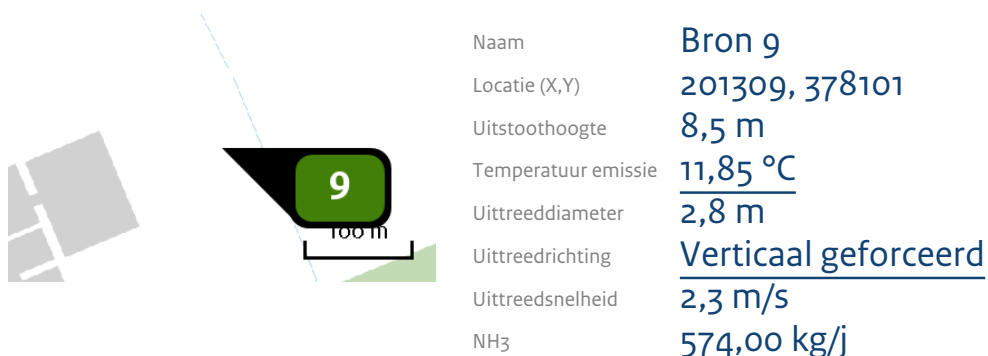 9
100 m
Naam Bron 9
Locatie (X,Y) 201309, 378101
Uitstoothoogte 8,5 m
Temperatuur emissie 11,85 °C
Uittreeddiameter 2,8 m
Uittreedrichting Verticaal geforceerd
Uittreedsnelheid 2,3 m/s
NH3 574,00 kg/j